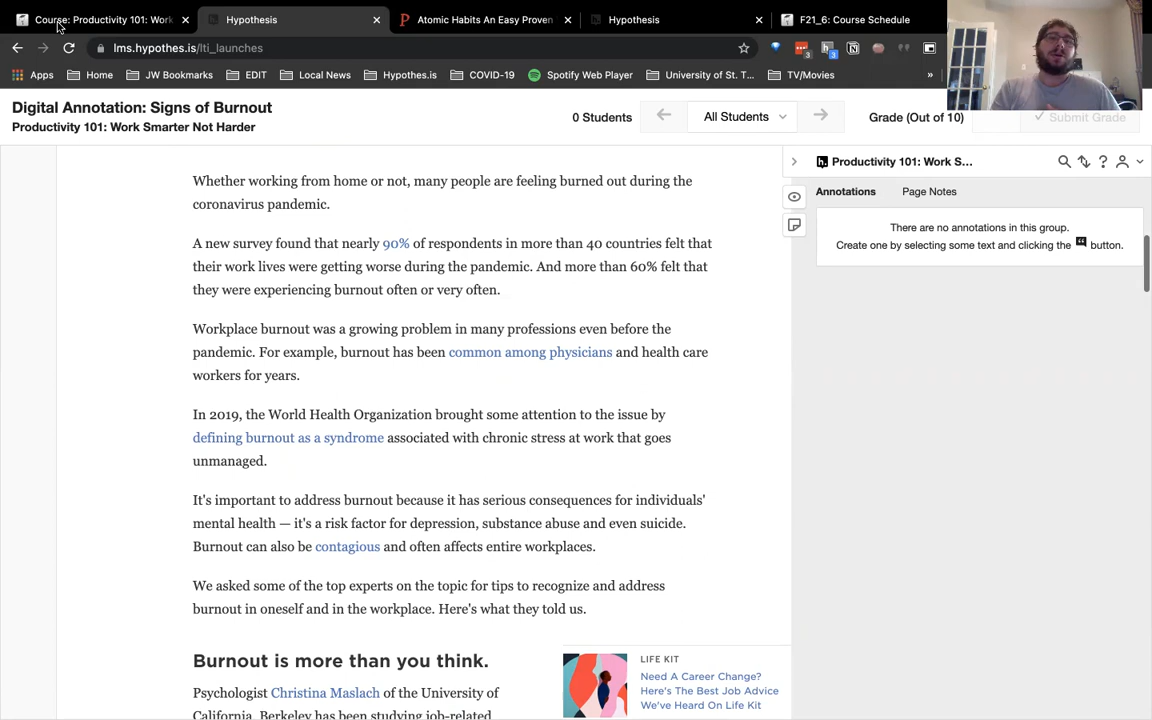 Course: Productivity 101: Work
Hypothesis
Atomic Habits An Easy Proven
Hypothesis
F21_6: Course Schedule
lms.hypothes.is/lti_launches
Apps
Home
JW Bookmarks
EDIT
Local News
Hypothes.is
COVID-19
Spotify Web Player
University of St. T...
TV/Movies
»
Digital Annotation: Signs of Burnout
Productivity 101: Work Smarter Not Harder
0 Students
All Students
Grade (Out of 10)
Submit Grade
Whether working from home or not, many people are feeling burned out during the
coronavirus pandemic.
A new survey found that nearly 90% of respondents in more than 40 countries felt that
their work lives were getting worse during the pandemic. And more than 60% felt that
they were experiencing burnout often or very often.
Workplace burnout was a growing problem in many professions even before the
pandemic. For example, burnout has been common among physicians and health care
workers for years.
In 2019, the World Health Organization brought some attention to the issue by
defining burnout as a syndrome associated with chronic stress at work that goes
unmanaged.
It's important to address burnout because it has serious consequences for individuals'
mental health — it's a risk factor for depression, substance abuse and even suicide.
Burnout can also be contagious and often affects entire workplaces.
We asked some of the top experts on the topic for tips to recognize and address
burnout in oneself and in the workplace. Here's what they told us.
Burnout is more than you think.
Psychologist Christina Maslach of the University of
California, Berkeley has been studying job-related
LIFE KIT
Need A Career Change?
Here's The Best Job Advice
We've Heard On Life Kit
h. Productivity 101: Work S...
Annotations
Page Notes
There are no annotations in this group.
Create one by selecting some text and clicking the button.